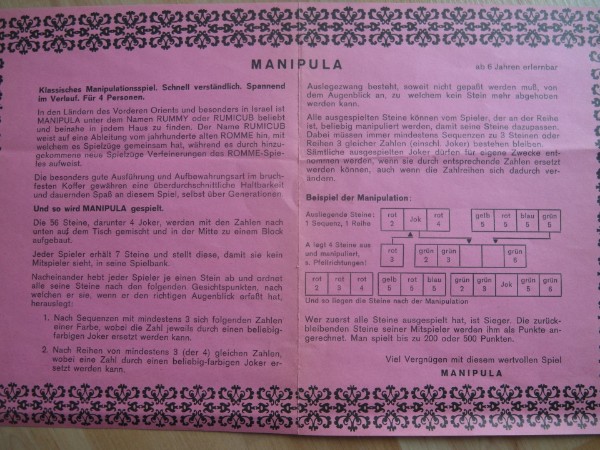 MANIPULA
ab 6 Jahren erlernbar
Klassisches Manipulationsspiel. Schnell verständlich. Spannend
im Verlauf. Für 4 Personen.
In den Ländern des Vorderen Orients und besonders in Israel ist
MANIPULA unter dem Namen RUMMY oder RUMICUB beliebt
und beinahe in jedem Haus zu finden. Der Name RUMICUB
weist auf eine Ableitung vom jahrhunderte alten ROMME hin, mit
welchem es Spielzüge gemeinsam hat, während es durch hinzu-
gekommene neue Spielzüge Verfeinerungen des ROMME-Spie-
les aufweist.
Die besonders gute Ausführung und Aufbewahrungsart im bruch-
festen Koffer gewähren eine überdurchschnittliche Haltbarkeit
und dauernden Spaß an diesem Spiel, selbst über Generationen
Und so wird MANIPULA gespielt.
Die 56 Steine, darunter 4 Joker, werden mit den Zahlen nach
unten auf dem Tisch gemischt und in der Mitte zu einem Block
aufgebaut.
Jeder Spieler erhält 7 Steine und stellt diese, damit sie kein
Mitspieler sieht, in seine Spielbank.
Nacheinander hebt jeder Spieler je einen Stein ab und ordnet
alle seine Steine nach den folgenden Gesichtspunkten, nach
welchen er sie, wenn er den richtigen Augenblick erfaßt hat,
herauslegt:
1. Nach Sequenzen mit mindestens 3 sich folgenden Zahlen
einer Farbe, wobei die Zahl jeweils durch einen beliebig-
farbigen Joker ersetzt werden kann.
2. Nach Reihen von mindestens 3 (der 4) gleichen Zahlen,
wobei eine Zahl durch einen beliebig-farbigen Joker er-
setzt werden kann.
Auslegezwang besteht, soweit nicht gepaßt werden muß, von
dem Augenblick an, zu welchem kein Stein mehr abgehoben
werden kann.
Alle ausgespielten Steine können vom Spieler, der an der Reihe
ist, beliebig manipuliert werden, damit seine Steine dazupassen.
Dabei müssen immer mindestens Sequenzen zu 3 Steinen oder
Reihen 3 gleicher Zahlen (einschl. Joker) bestehen bleiben.
Sämtliche ausgespielten Joker dürfen für eigene Zwecke ent-
nommen werden, wenn sie durch entsprechende Zahlen ersetzt
werden können, auch wenn die Zahlreihen sich dadurch ver-
ändern.
Beispiel der Manipulation:
Ausliegende Steine:
1 Sequenz, 1 Reihe
rot 2 Jok rot 4
gelb 5 rot 5 blau 5 grün 5
A legt 4 Steine aus
und manipuliert,
s. Pfeilrichtungen!
rot 3 grün 2 grün 3 grün 6
rot 2 rot 3 rot 4 gelb 5 rot 5 blau 5 grün 2 grün 3 Jok grün 5 grün 6
Und so liegen die Steine nach der Manipulation
Wer zuerst alle Steine ausgespielt hat, ist Sieger. Die zurück-
bleibenden Steine seiner Mitspieler werden ihm als Punkte an-
gerechnet. Man spielt bis zu 200 oder 500 Punkten.
Viel Vergnügen mit diesem wertvollen Spiel
MANIPULA